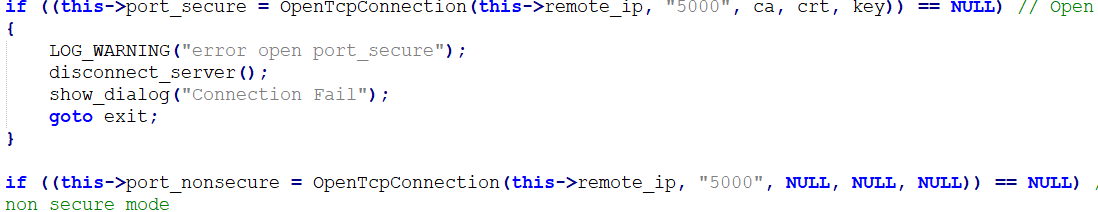 if ((this->port_secure = OpenTcpConnection(this->remote_ip, "5000", ca, crt, key)) == NULL) // Open
{
LOG_WARNING("error open port_secure");
disconnect_server();
show_dialog("Connection Fail");
goto exit;
}
if ((this->port_nonsecure = OpenTcpConnection(this->remote_ip, "5000", NULL, NULL, NULL)) == NULL) /
non secure mode